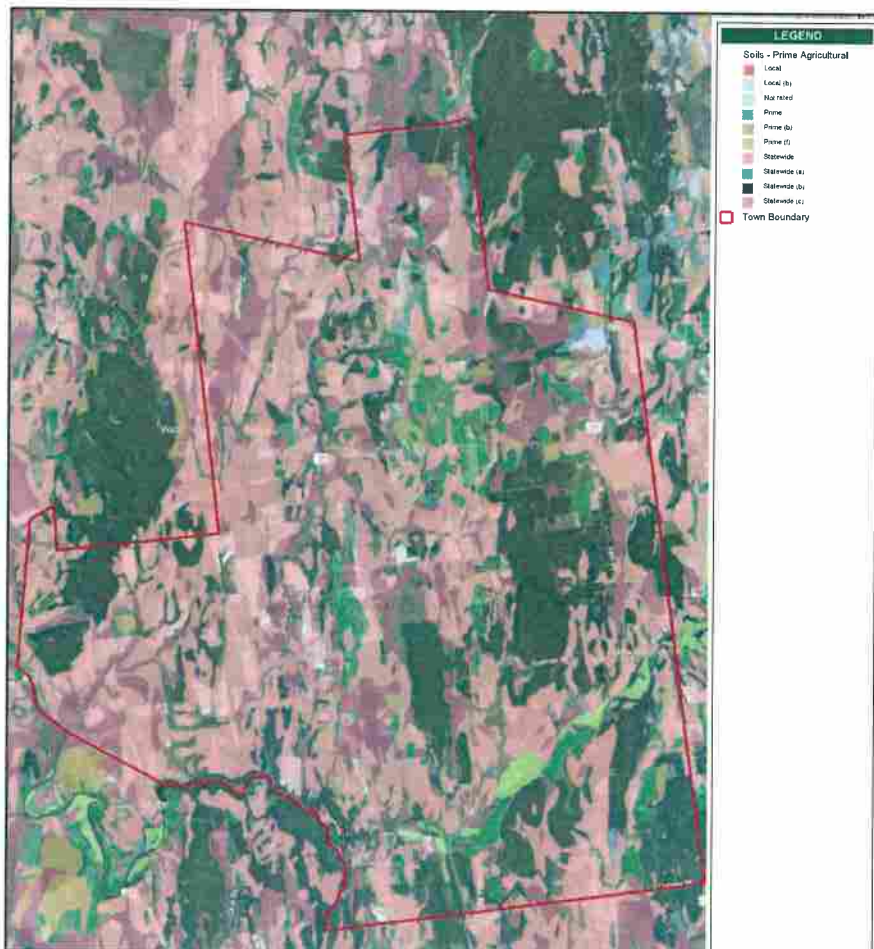 LEGEND
Soils - Prime Agricultural
Local
Local (b)
Not rated
Prime
Prime (b)
Prime (f)
Statewide
Statewide (a)
Statewide (b)
Statewide (c)
Town Boundary